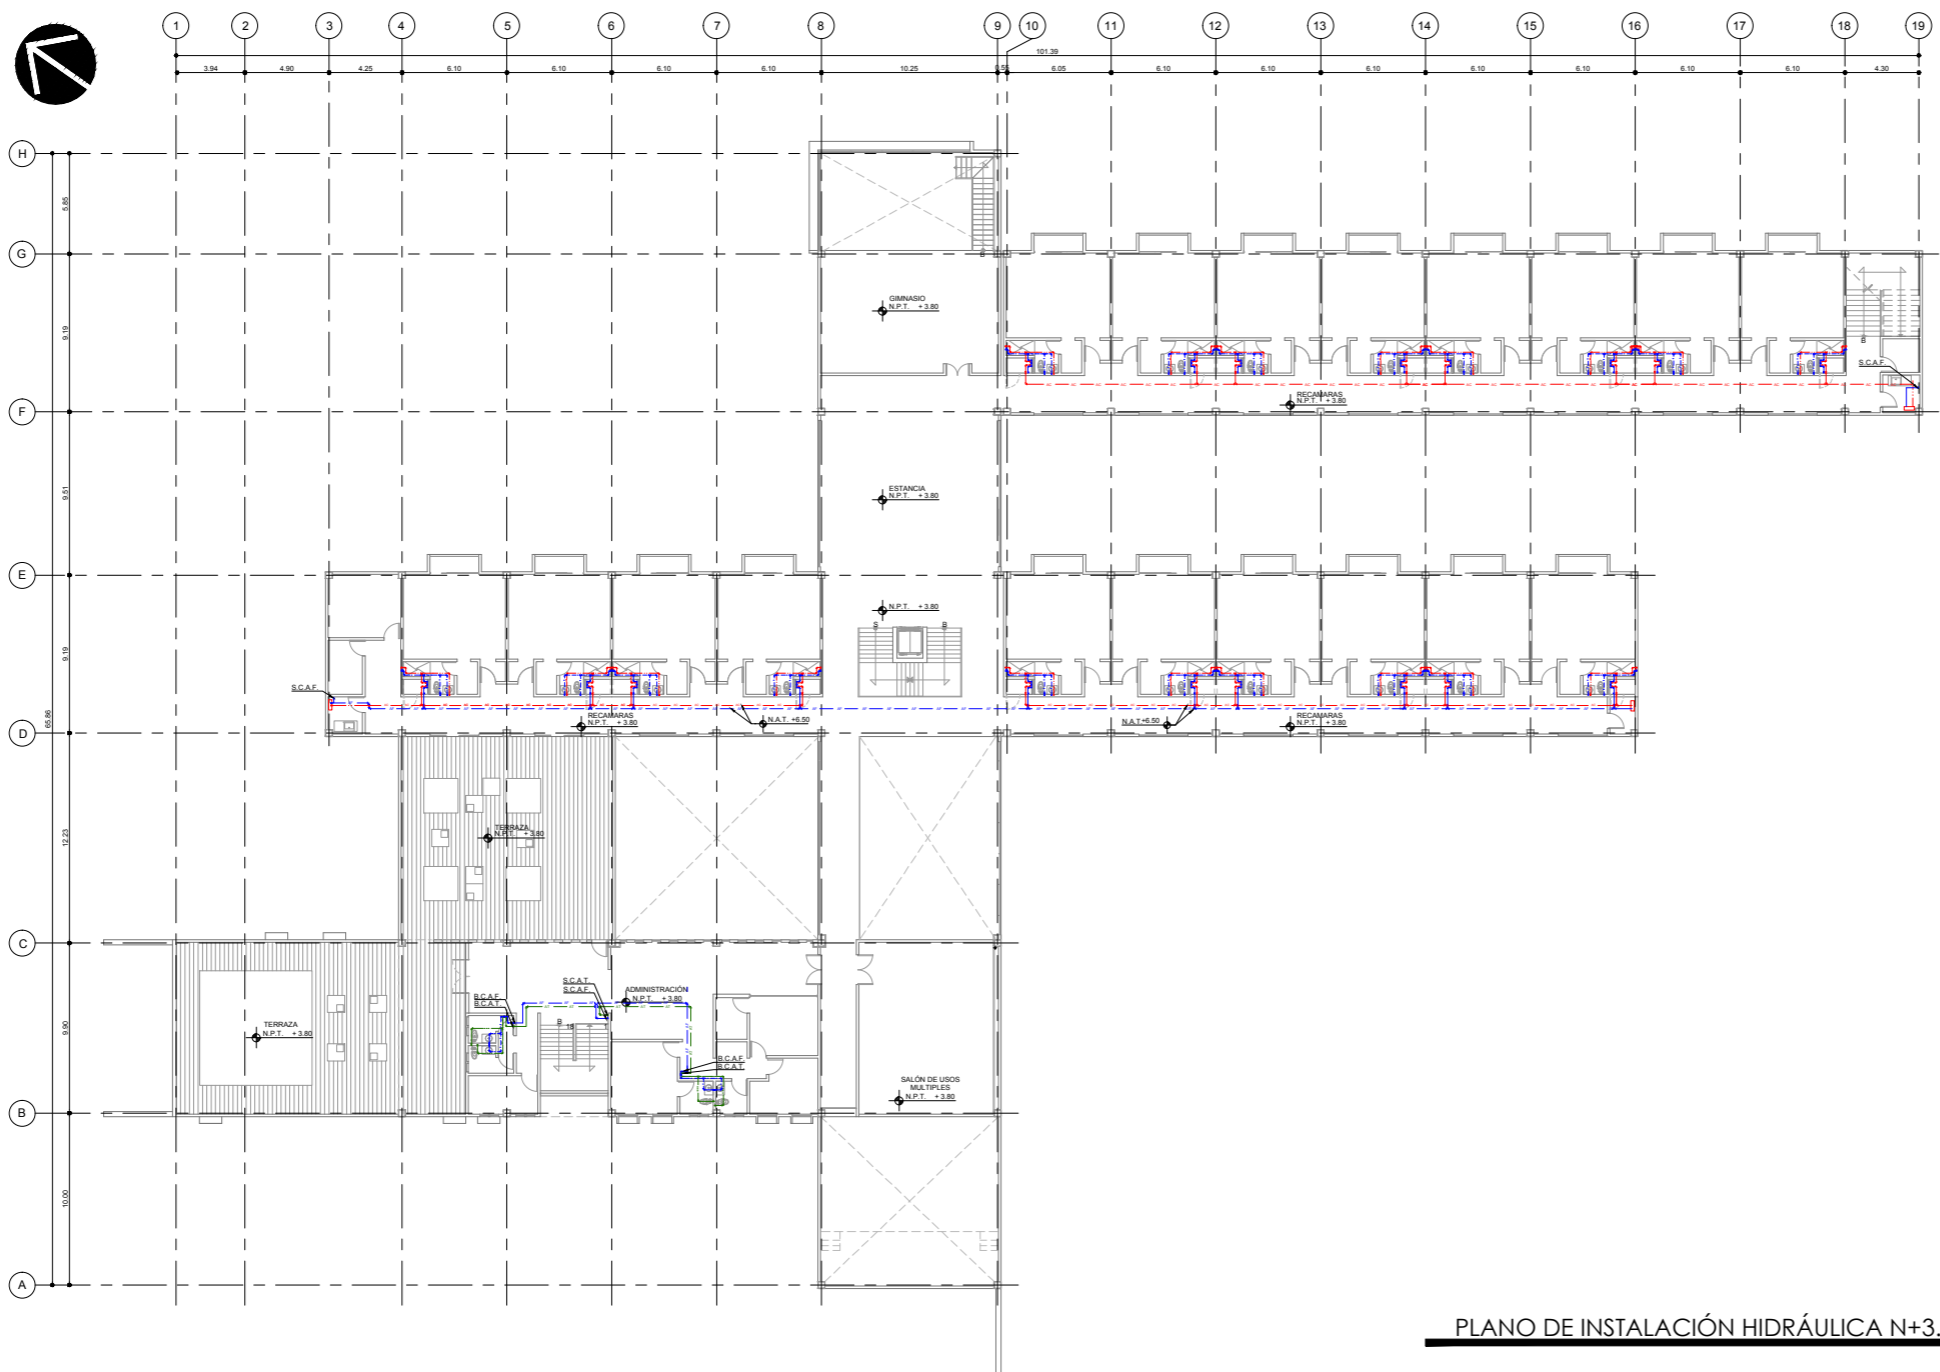 1 2 3 4 5 6 7 8 9 10 11 12 13 14 15 16 17 18 19
101.39
3.94 4.90 4.25 6.10 6.10 6.10 6.10 10.25 6.05 6.10 6.10 6.10 6.10 6.10 6.10 6.10 4.30
H
5.85
G
B
GIMNASIO
N.P.T. + 3.80
9.19
B
S.C.A.F.
RECAMARAS
N.P.T. + 3.80
F
9.51
ESTANCIA
N.P.T. + 3.80
E
N.P.T. + 3.80
S B
9.19
S.C.A.F.
65.86
RECAMARAS
N.P.T. + 3.80
N.A.T. +6.50
N.A.T. +6.50
RECAMARAS
N.P.T. + 3.80
D
12.23
TERRAZA
N.P.T. + 3.80
C
S.C.A.T.
S.C.A.F.
ADMINISTRACIÓN
N.P.T. + 3.80
B.C.A.F.
B.C.A.T.
9.90
TERRAZA
N.P.T. + 3.80
B
18
B.C.A.F.
B.C.A.T.
SALÓN DE USOS
MULTIPLES
N.P.T. + 3.80
B
10.00
A
PLANO DE INSTALACIÓN HIDRÁULICA N+3.